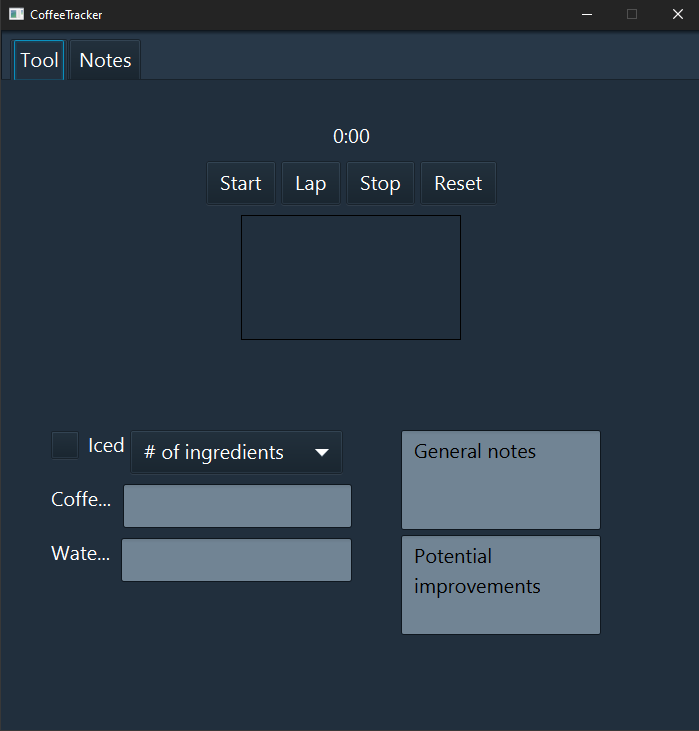 CoffeeTracker
Tool Notes
0:00
Start Lap Stop Reset
Iced # of ingredients
General notes
Coffe...
Wate...
Potential
improvements